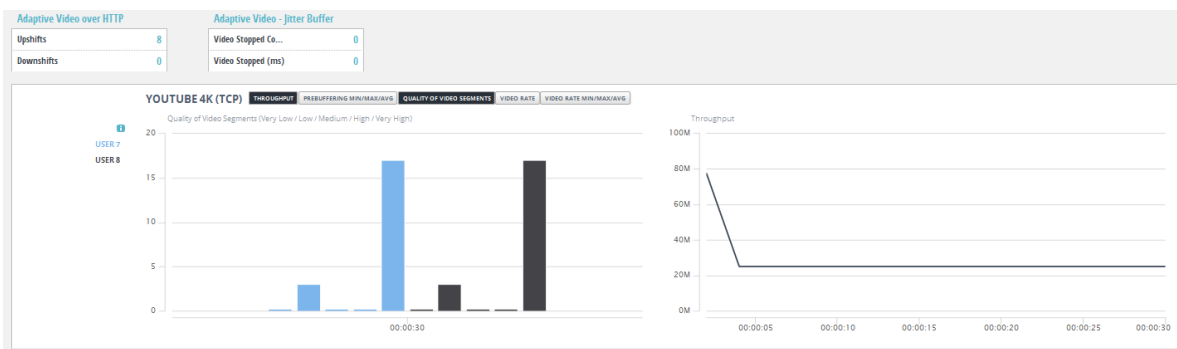 Adaptive Video over HTTP
Adaptive Video - Jitter Buffer
Upshifts 8
Video Stopped Co... 0
Downshifts 0
Video Stopped (ms) 0
YOUTUBE 4K (TCP) THROUGHPUT PREBUFFERING MIN/MAX/AVG QUALITY OF VIDEO SEGMENTS VIDEO RATE VIDEO RATE MIN/MAX/AVG
i
USER 7
USER 8
Quality of Video Segments (Very Low / Low / Medium / High / Very High)
20
15
10
5
0
00:00:30
Throughput
100M
80M
60M
40M
20M
0M
00:00:05 00:00:10 00:00:15 00:00:20 00:00:25 00:00:30